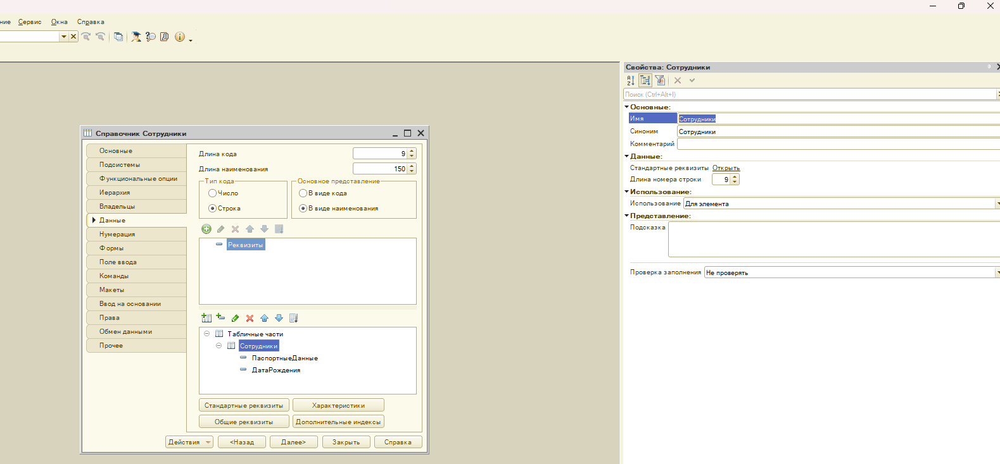 ние Сервис Окна Справка
Свойства: Сотрудники
Поиск (Ctrl+Alt+I)
Основные:
Имя Сотрудники
Синоним Сотрудники
Комментарий
Данные:
Стандартные реквизиты Открыть
Длина номера строки 9
Использование:
Использование Для элемента
Представление:
Подсказка
Проверка заполнения Не проверять
Справочник Сотрудники
Основные
Подсистемы
Функциональные опции
Иерархия
Владельцы
Данные
Нумерация
Формы
Поле ввода
Команды
Макеты
Ввод на основании
Права
Обмен данными
Прочее
Длина кода 9
Длина наименования 150
Тип кода
Число
Строка
Основное представление
В виде кода
В виде наименования
Реквизиты
Табличные части
Сотрудники
ПаспортныеДанные
ДатаРождения
Стандартные реквизиты Характеристики
Общие реквизиты Дополнительные индексы
Действия <Назад Далее> Закрыть Справка